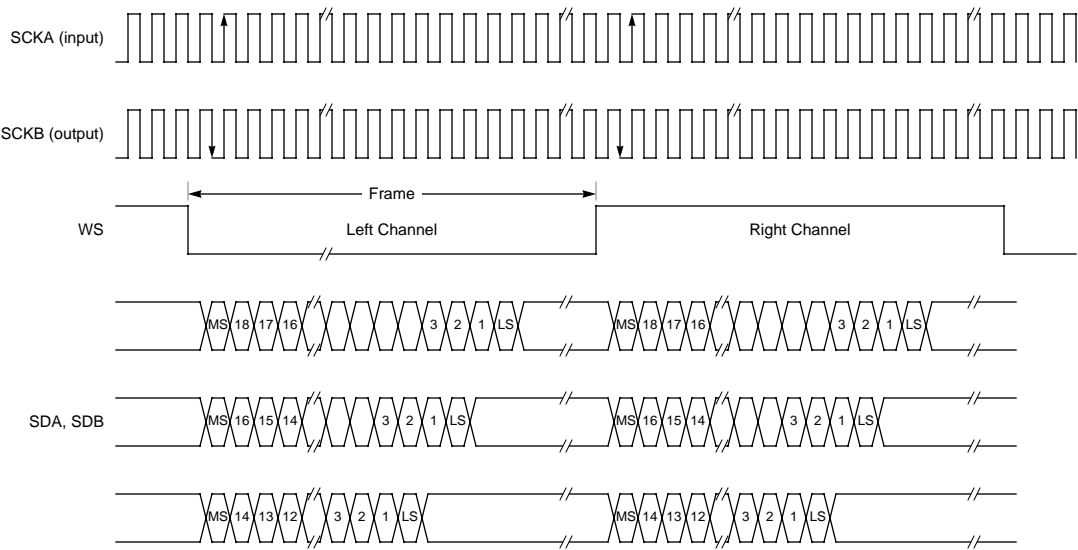 SCKA (input)
SCKB (output)
Frame
WS
Left Channel
Right Channel
MS 18 17 16 3 2 1 LS MS 18 17 16 3 2 1 LS
SDA, SDB
MS 16 15 14 3 2 1 LS MS 16 15 14 3 2 1 LS
MS 14 13 12 3 2 1 LS MS 14 13 12 3 2 1 LS